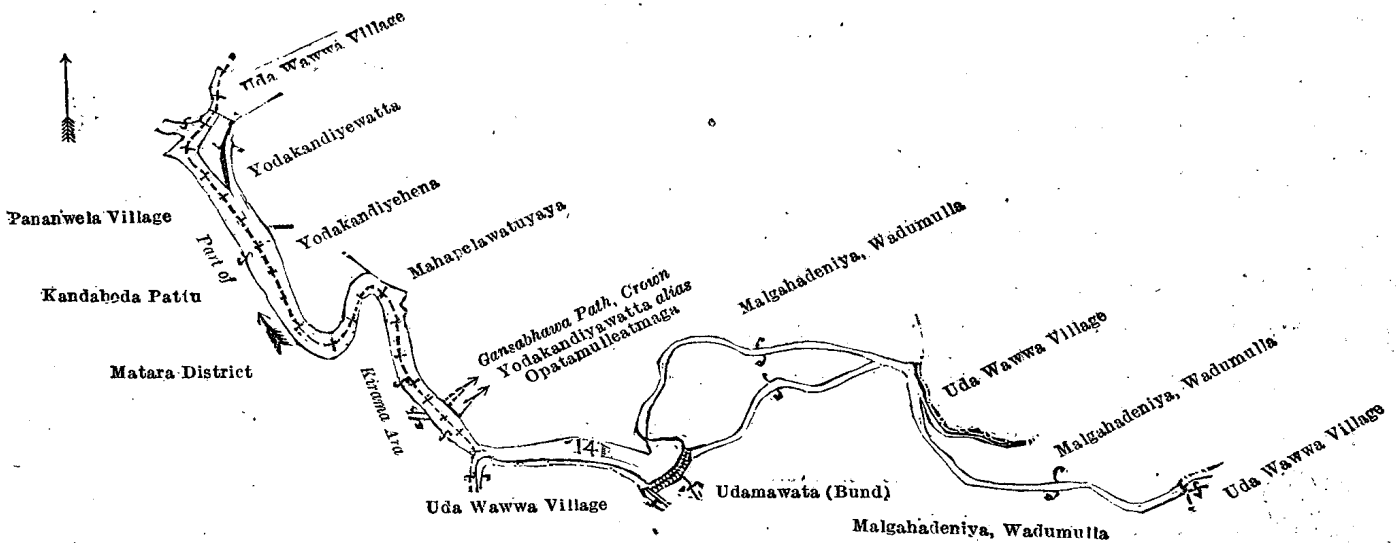 Uda Wawwa Village
Yodakandiyewatta
Yodakandiyehena
Pananwela Village
Part of
Mahapelawatuyaya
Kandaboda Pattu
Matara District
Kirama Ara
Gansabhawa Path, Crown
Yodakandiyawatta alias
Opatamulleatmaga
Malgahadeniya, Wadumulla
Uda Wawwa Village
Malgahadeniya, Wadumulla
Uda Wawwa Village
14
Uda Wawwa Village
Udamawata (Bund)
Malgahadeniya, Wadumulla